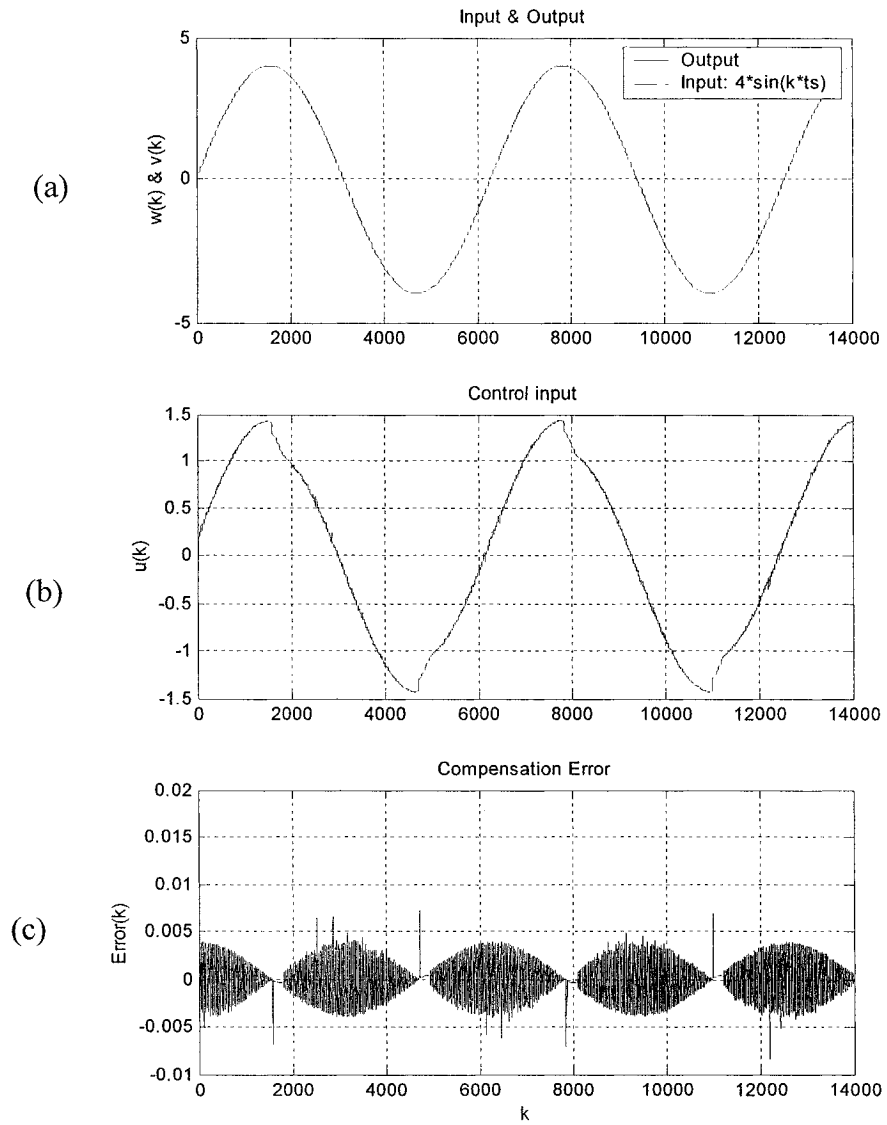 Input & Output
5
0
-5
w(k) & v(k)
Output
Input: 4*sin(k*ts)
0 2000 4000 6000 8000 10000 12000 14000
(a)
Control input
1.5
1
0.5
0
-0.5
-1
-1.5
u(k)
0 2000 4000 6000 8000 10000 12000 14000
(b)
Compensation Error
0.02
0.015
0.01
0.005
0
-0.005
-0.01
Error(k)
0 2000 4000 6000 8000 10000 12000 14000
k
(c)